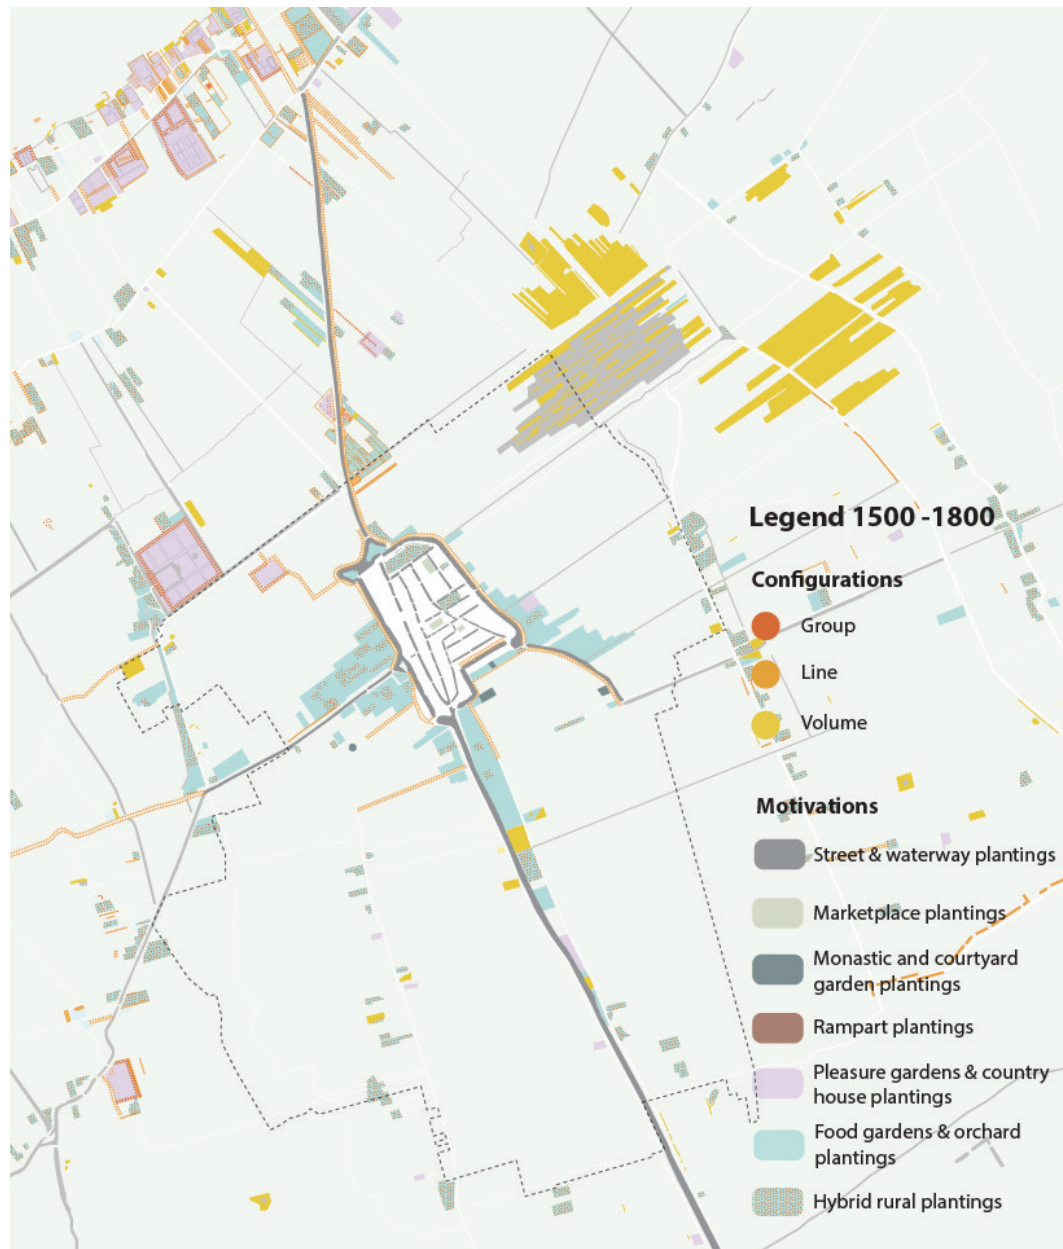 Legend 1500 -1800
Configurations
Group
Line
Volume
Motivations
Street & waterway plantings
Marketplace plantings
Monastic and courtyard
garden plantings
Rampart plantings
Pleasure gardens & country
house plantings
Food gardens & orchard
plantings
Hybrid rural plantings